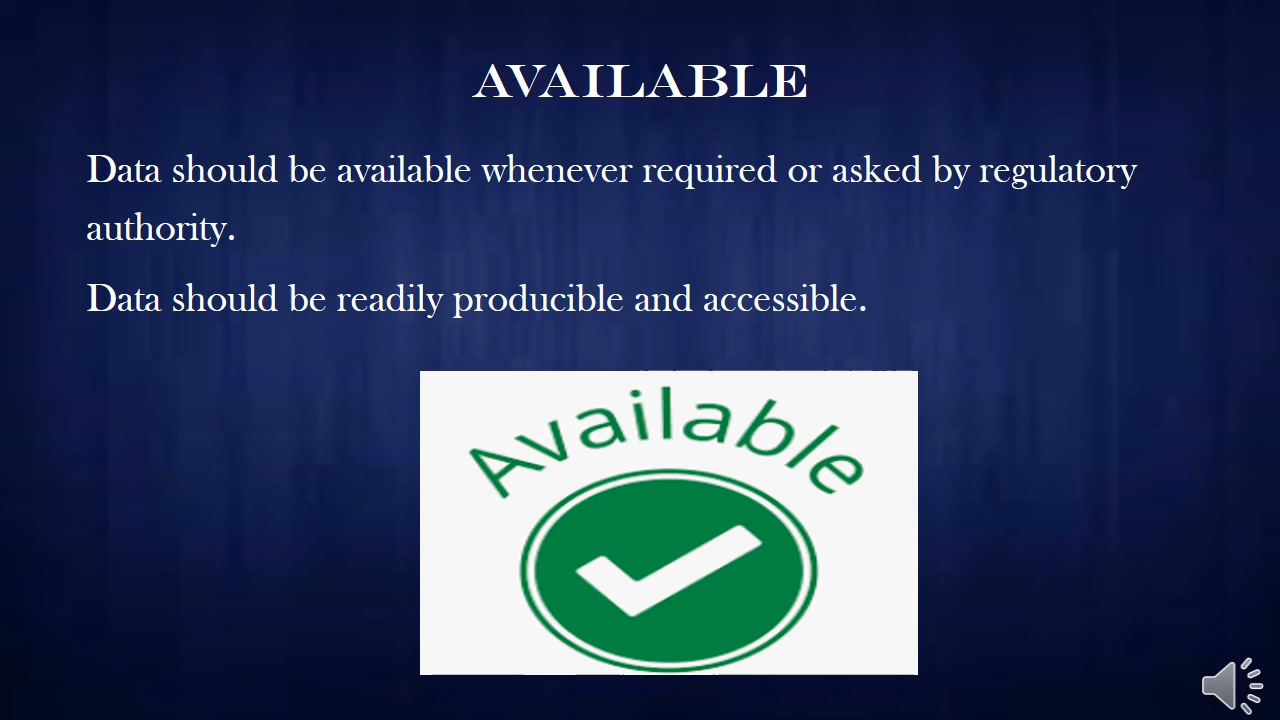 AVAILABLE
Data should be available whenever required or asked by regulatory
authority.
Data should be readily producible and accessible.
Available